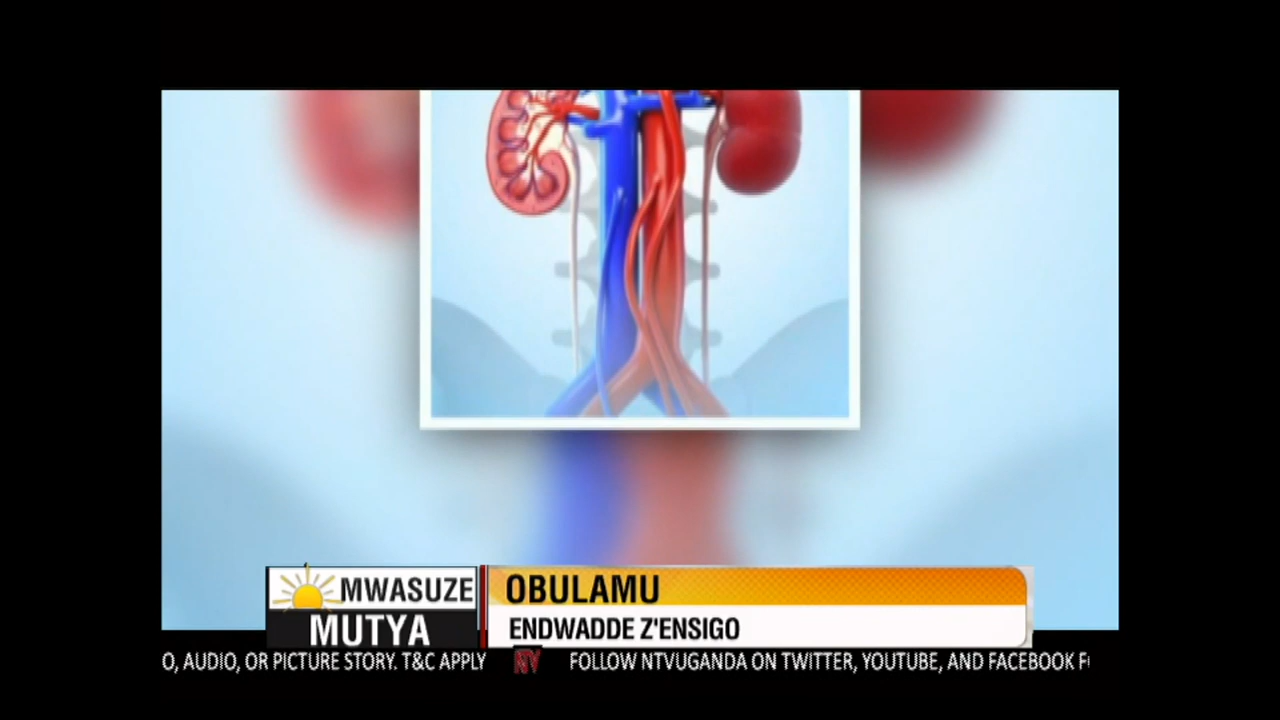 MWASUZE
MUTYA
OBULAMU
ENDWADDE Z'ENSIGO
O, AUDIO, OR PICTURE STORY. T&C APPLY NTV FOLLOW NTVUGANDA ON TWITTER, YOUTUBE, AND FACEBOOK